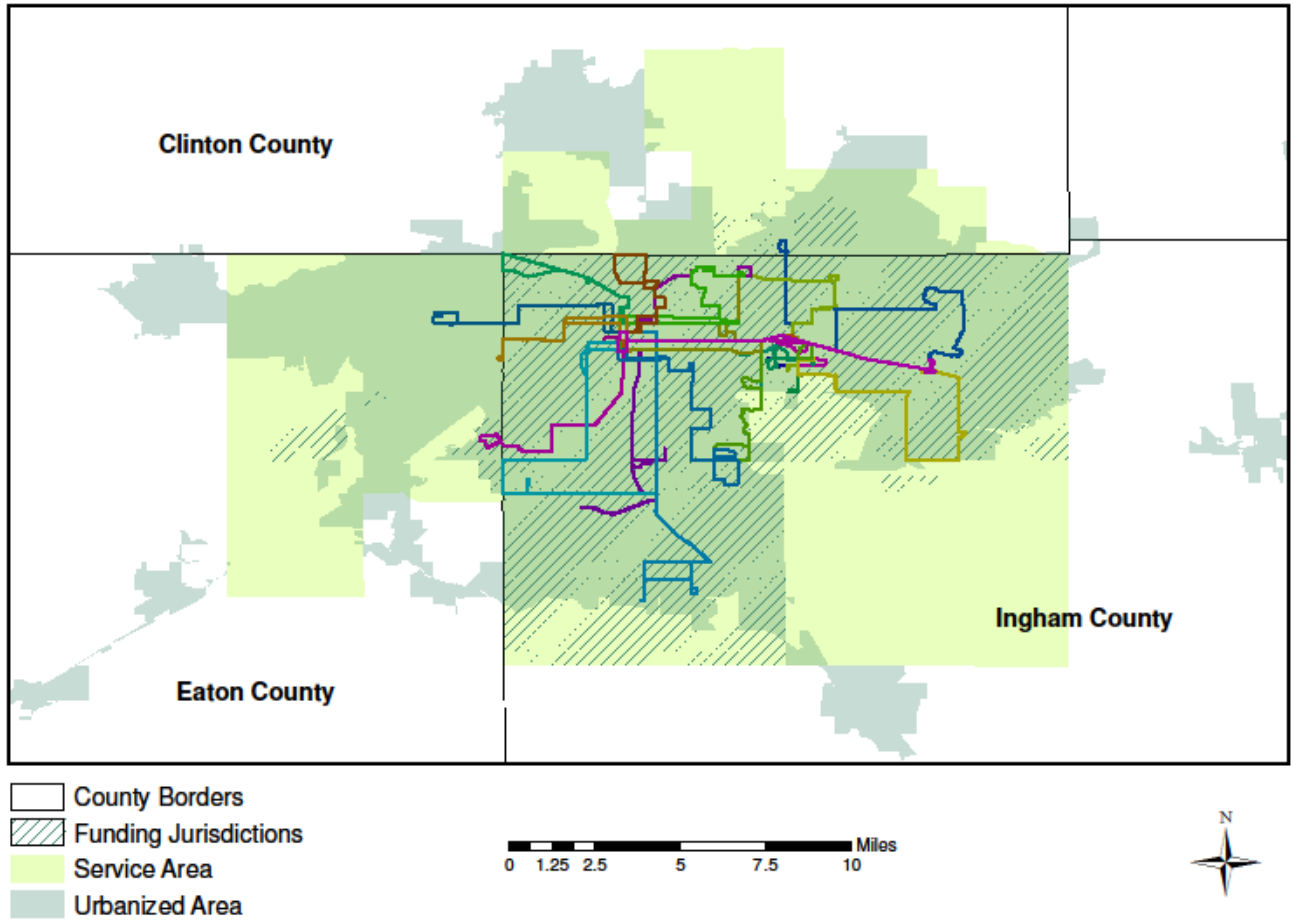 Clinton County
Ingham County
Eaton County
County Borders
Funding Jurisdictions
Service Area
Urbanized Area
Miles
0 1.25 2.5 5 7.5 10
N